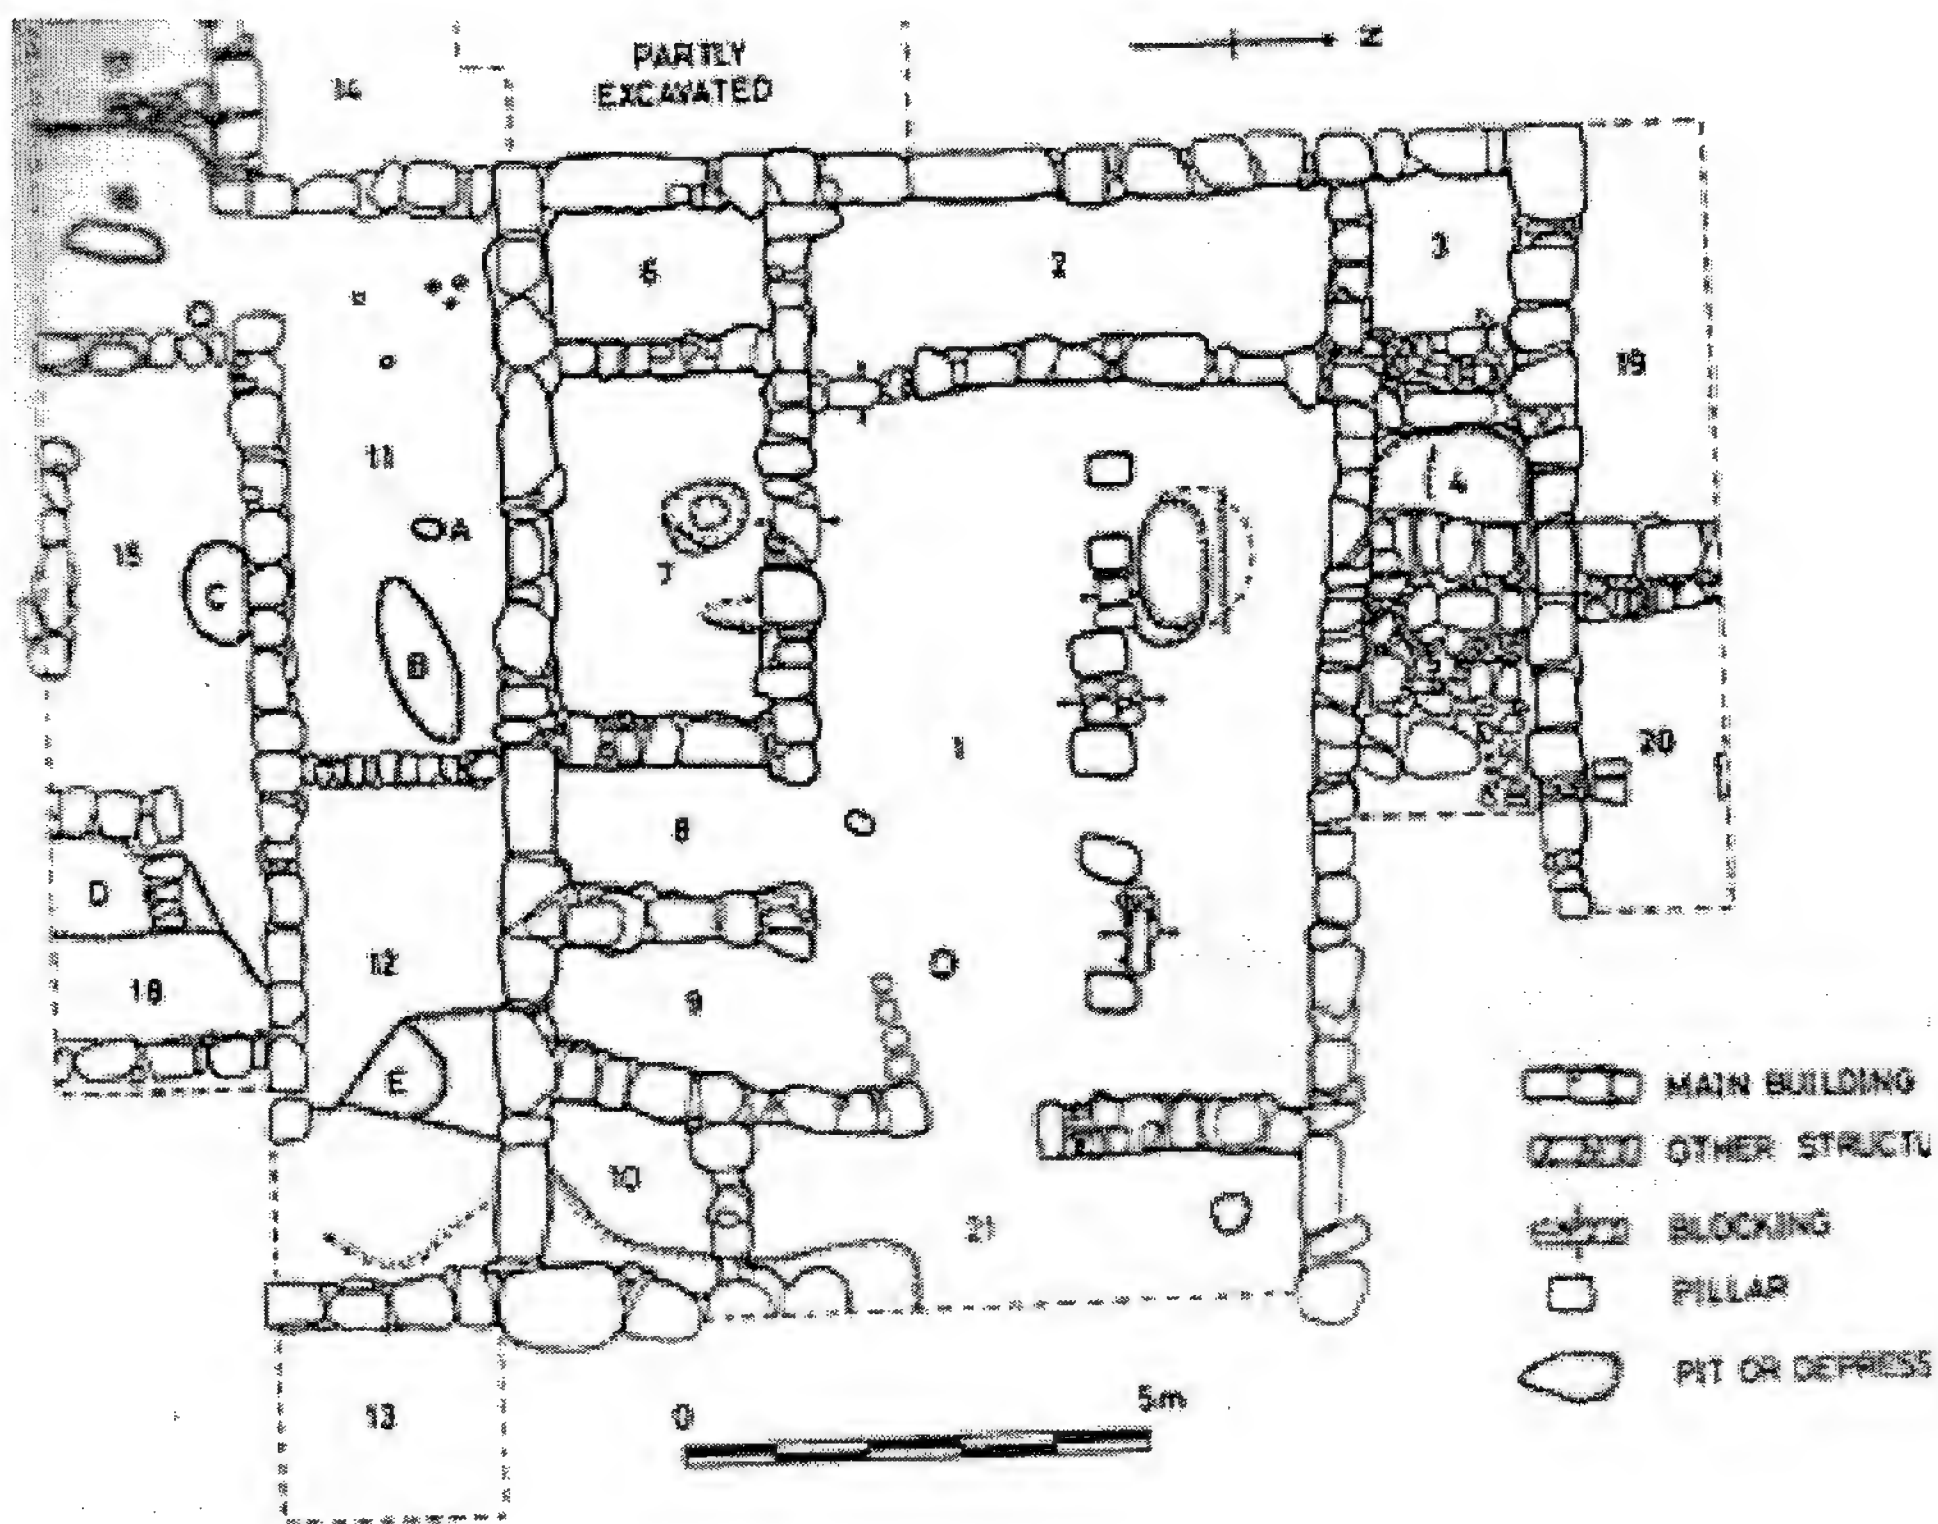 PARTLY
EXCAVATED
N
14
6
2
3
19
11
A
4
15
C
7
B
1
20
8
D
12
18
9
E
10
21
13
MAIN BUILDING
OTHER STRUCTU
BLOCKING
PILLAR
PIT OR DEPRESS
0 5m